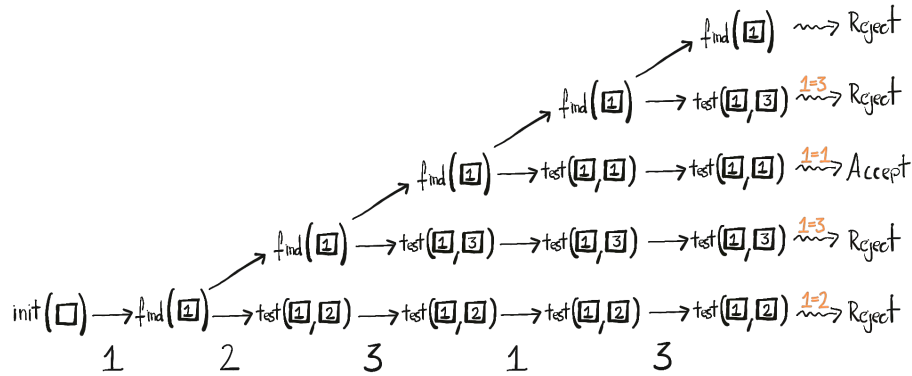 find(1) Reject
find(1) test(1,3) 1=3 Reject
find(1) test(1,1) test(1,1) 1=1 Accept
find(1) test(1,3) test(1,3) test(1,3) 1=3 Reject
init( ) find(1) test(1,2) test(1,2) test(1,2) test(1,2) 1=2 Reject
1 2 3 1 3